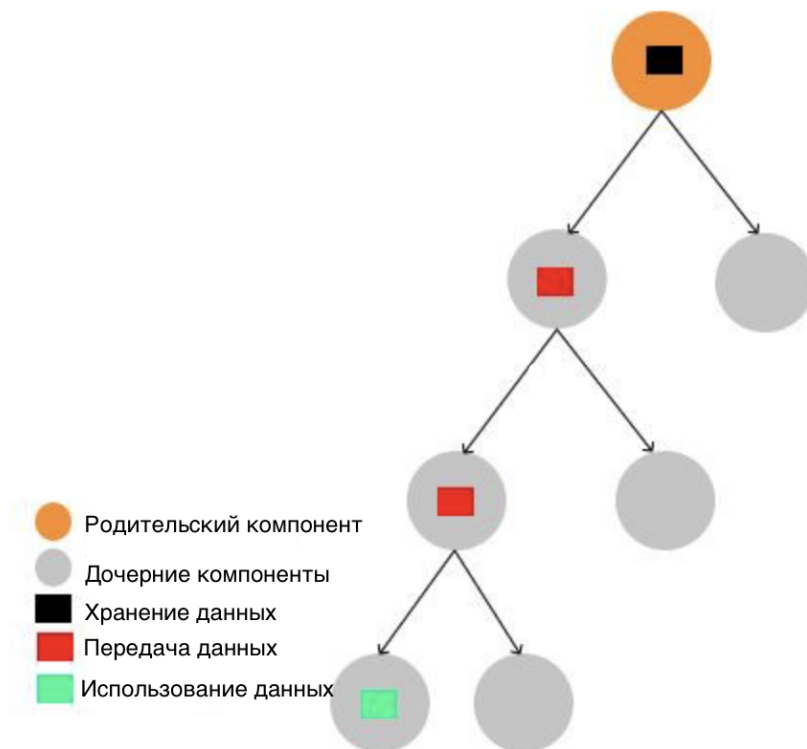 Родительский компонент
Дочерние компоненты
Хранение данных
Передача данных
Использование данных